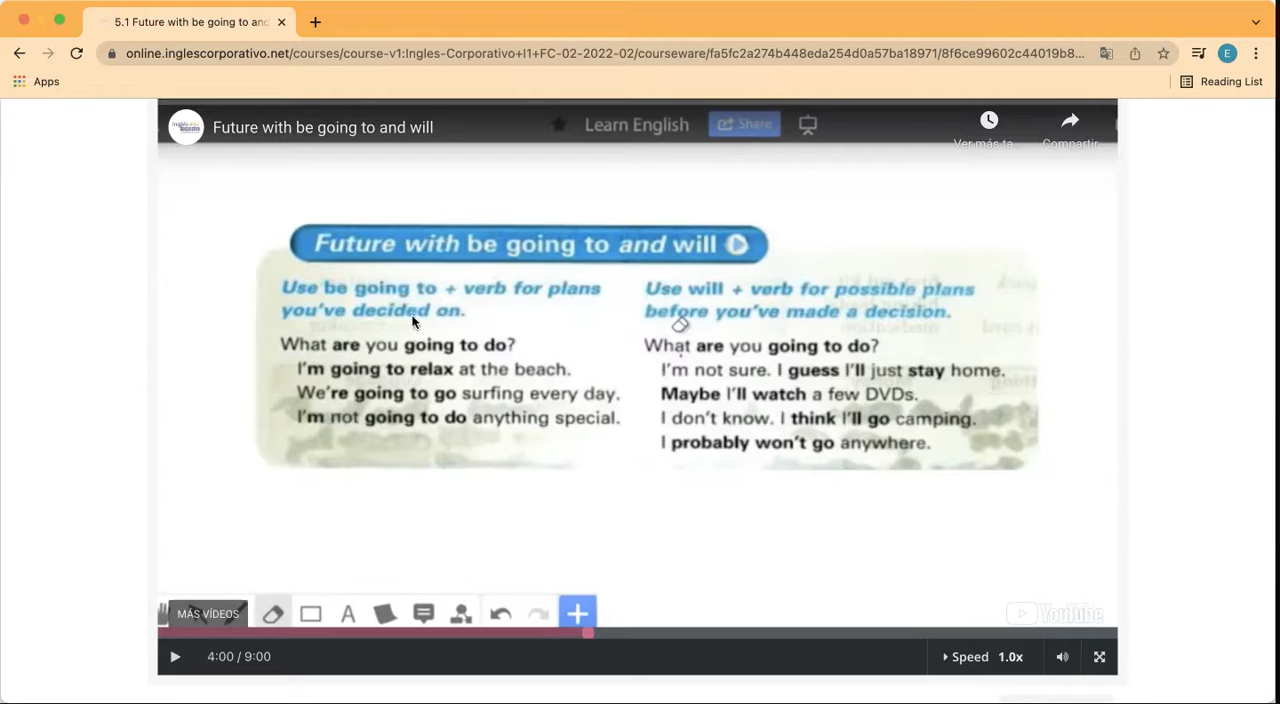 5.1 Future with be going to and
online.inglescorporativo.net/courses/course-v1:Ingles-Corporativo+I1+FC-02-2022-02/courseware/fa5fc2a274b448eda254d0a57ba18971/8f6ce99602c44019b8...
E
Apps
Reading List
Future with be going to and will
Learn English
Share
Ver más ta
Compartir
Future with be going to and will
Use be going to + verb for plans
you've decided on.
What are you going to do?
I'm going to relax at the beach.
We're going to go surfing every day.
I'm not going to do anything special.
Use will + verb for possible plans
before you've made a decision.
What are you going to do?
I'm not sure. I guess I'll just stay home.
Maybe I'll watch a few DVDs.
I don't know. I think I'll go camping.
I probably won't go anywhere.
MÁS VÍDEOS
A
YouTube
4:00 / 9:00
Speed 1.0x